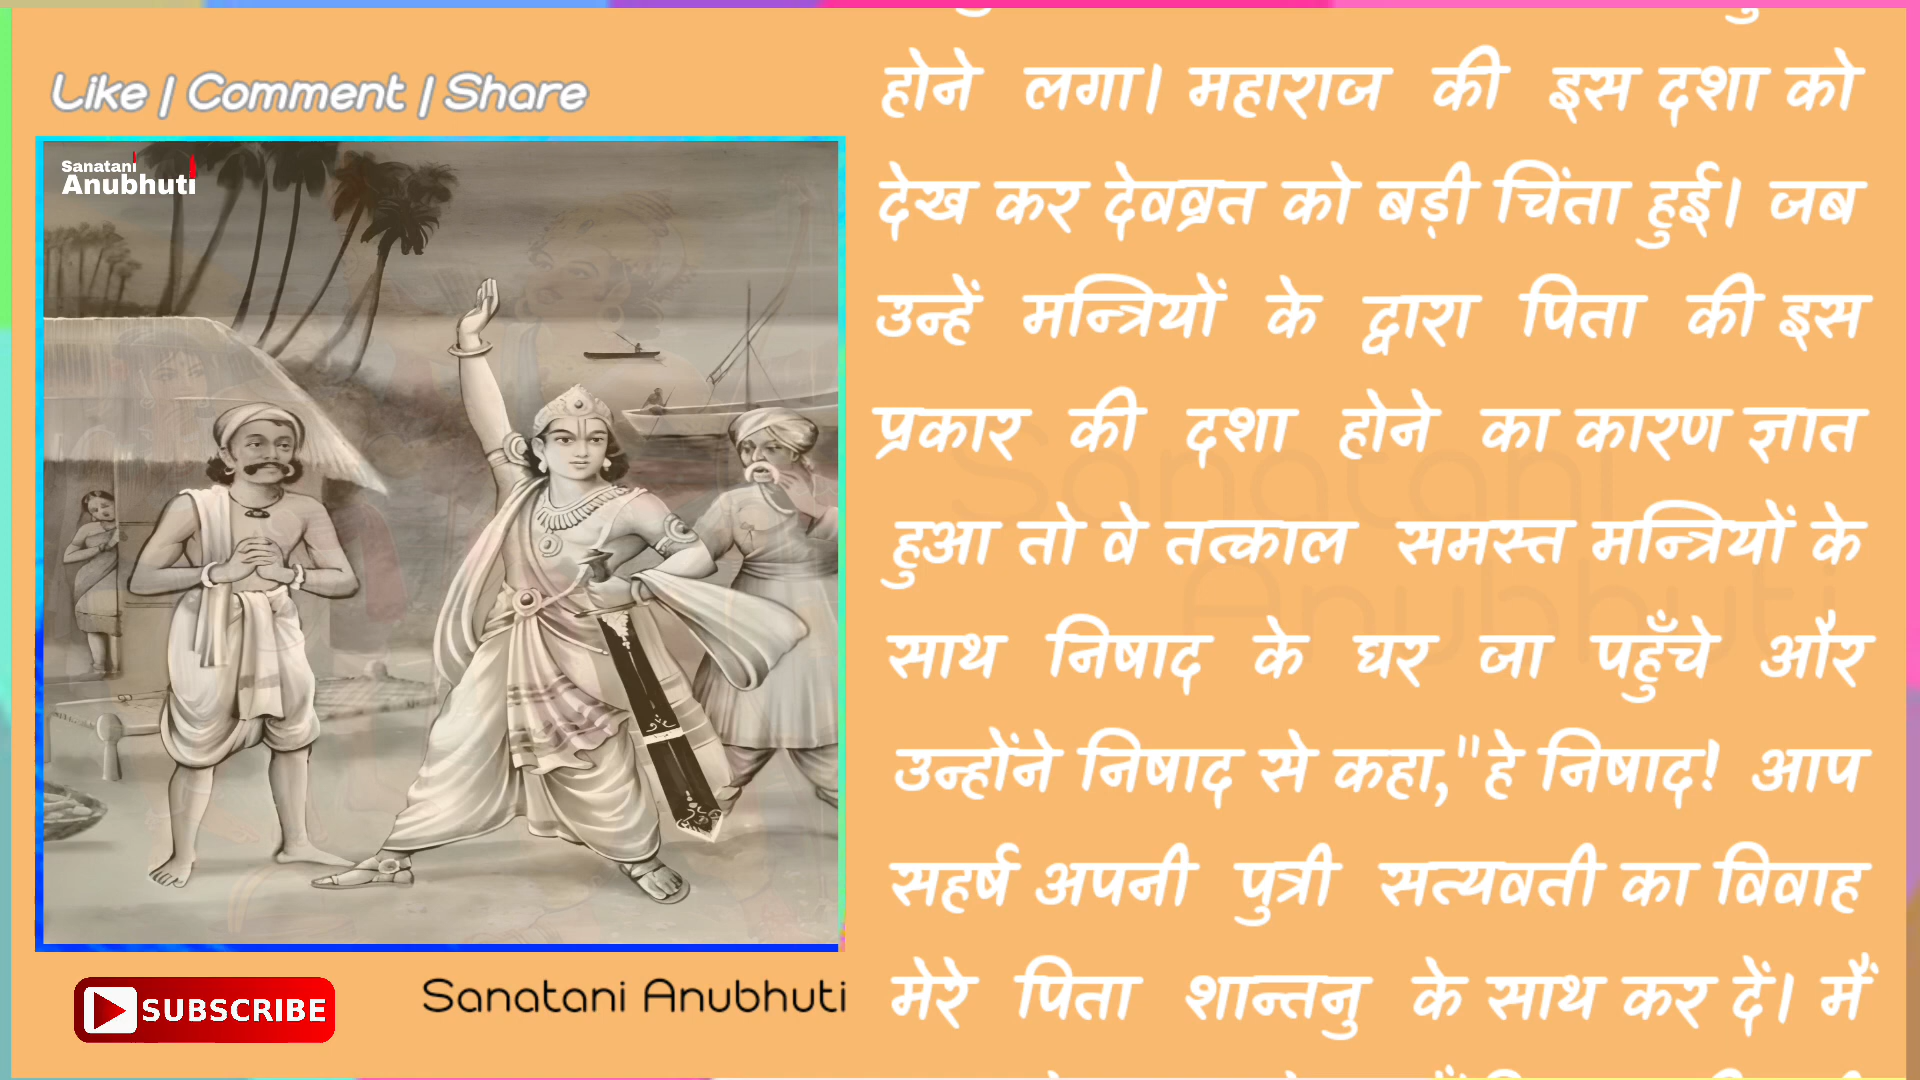 Like | Comment | Share
Sanatani
Anubhuti
SUBSCRIBE
Sanatani Anubhuti
होने लगा। महाराज की इस दशा को
देख कर देवव्रत को बड़ी चिंता हुई। जब
उन्हें मन्त्रियों के द्वारा पिता की इस
प्रकार की दशा होने का कारण ज्ञात
हुआ तो वे तत्काल समस्त मन्त्रियों के
साथ निषाद के घर जा पहुँचे और
उन्होंने निषाद से कहा,"हे निषाद! आप
सहर्ष अपनी पुत्री सत्यवती का विवाह
मेरे पिता शान्तनु के साथ कर दें। मैं
Sanatani
Anubhuti